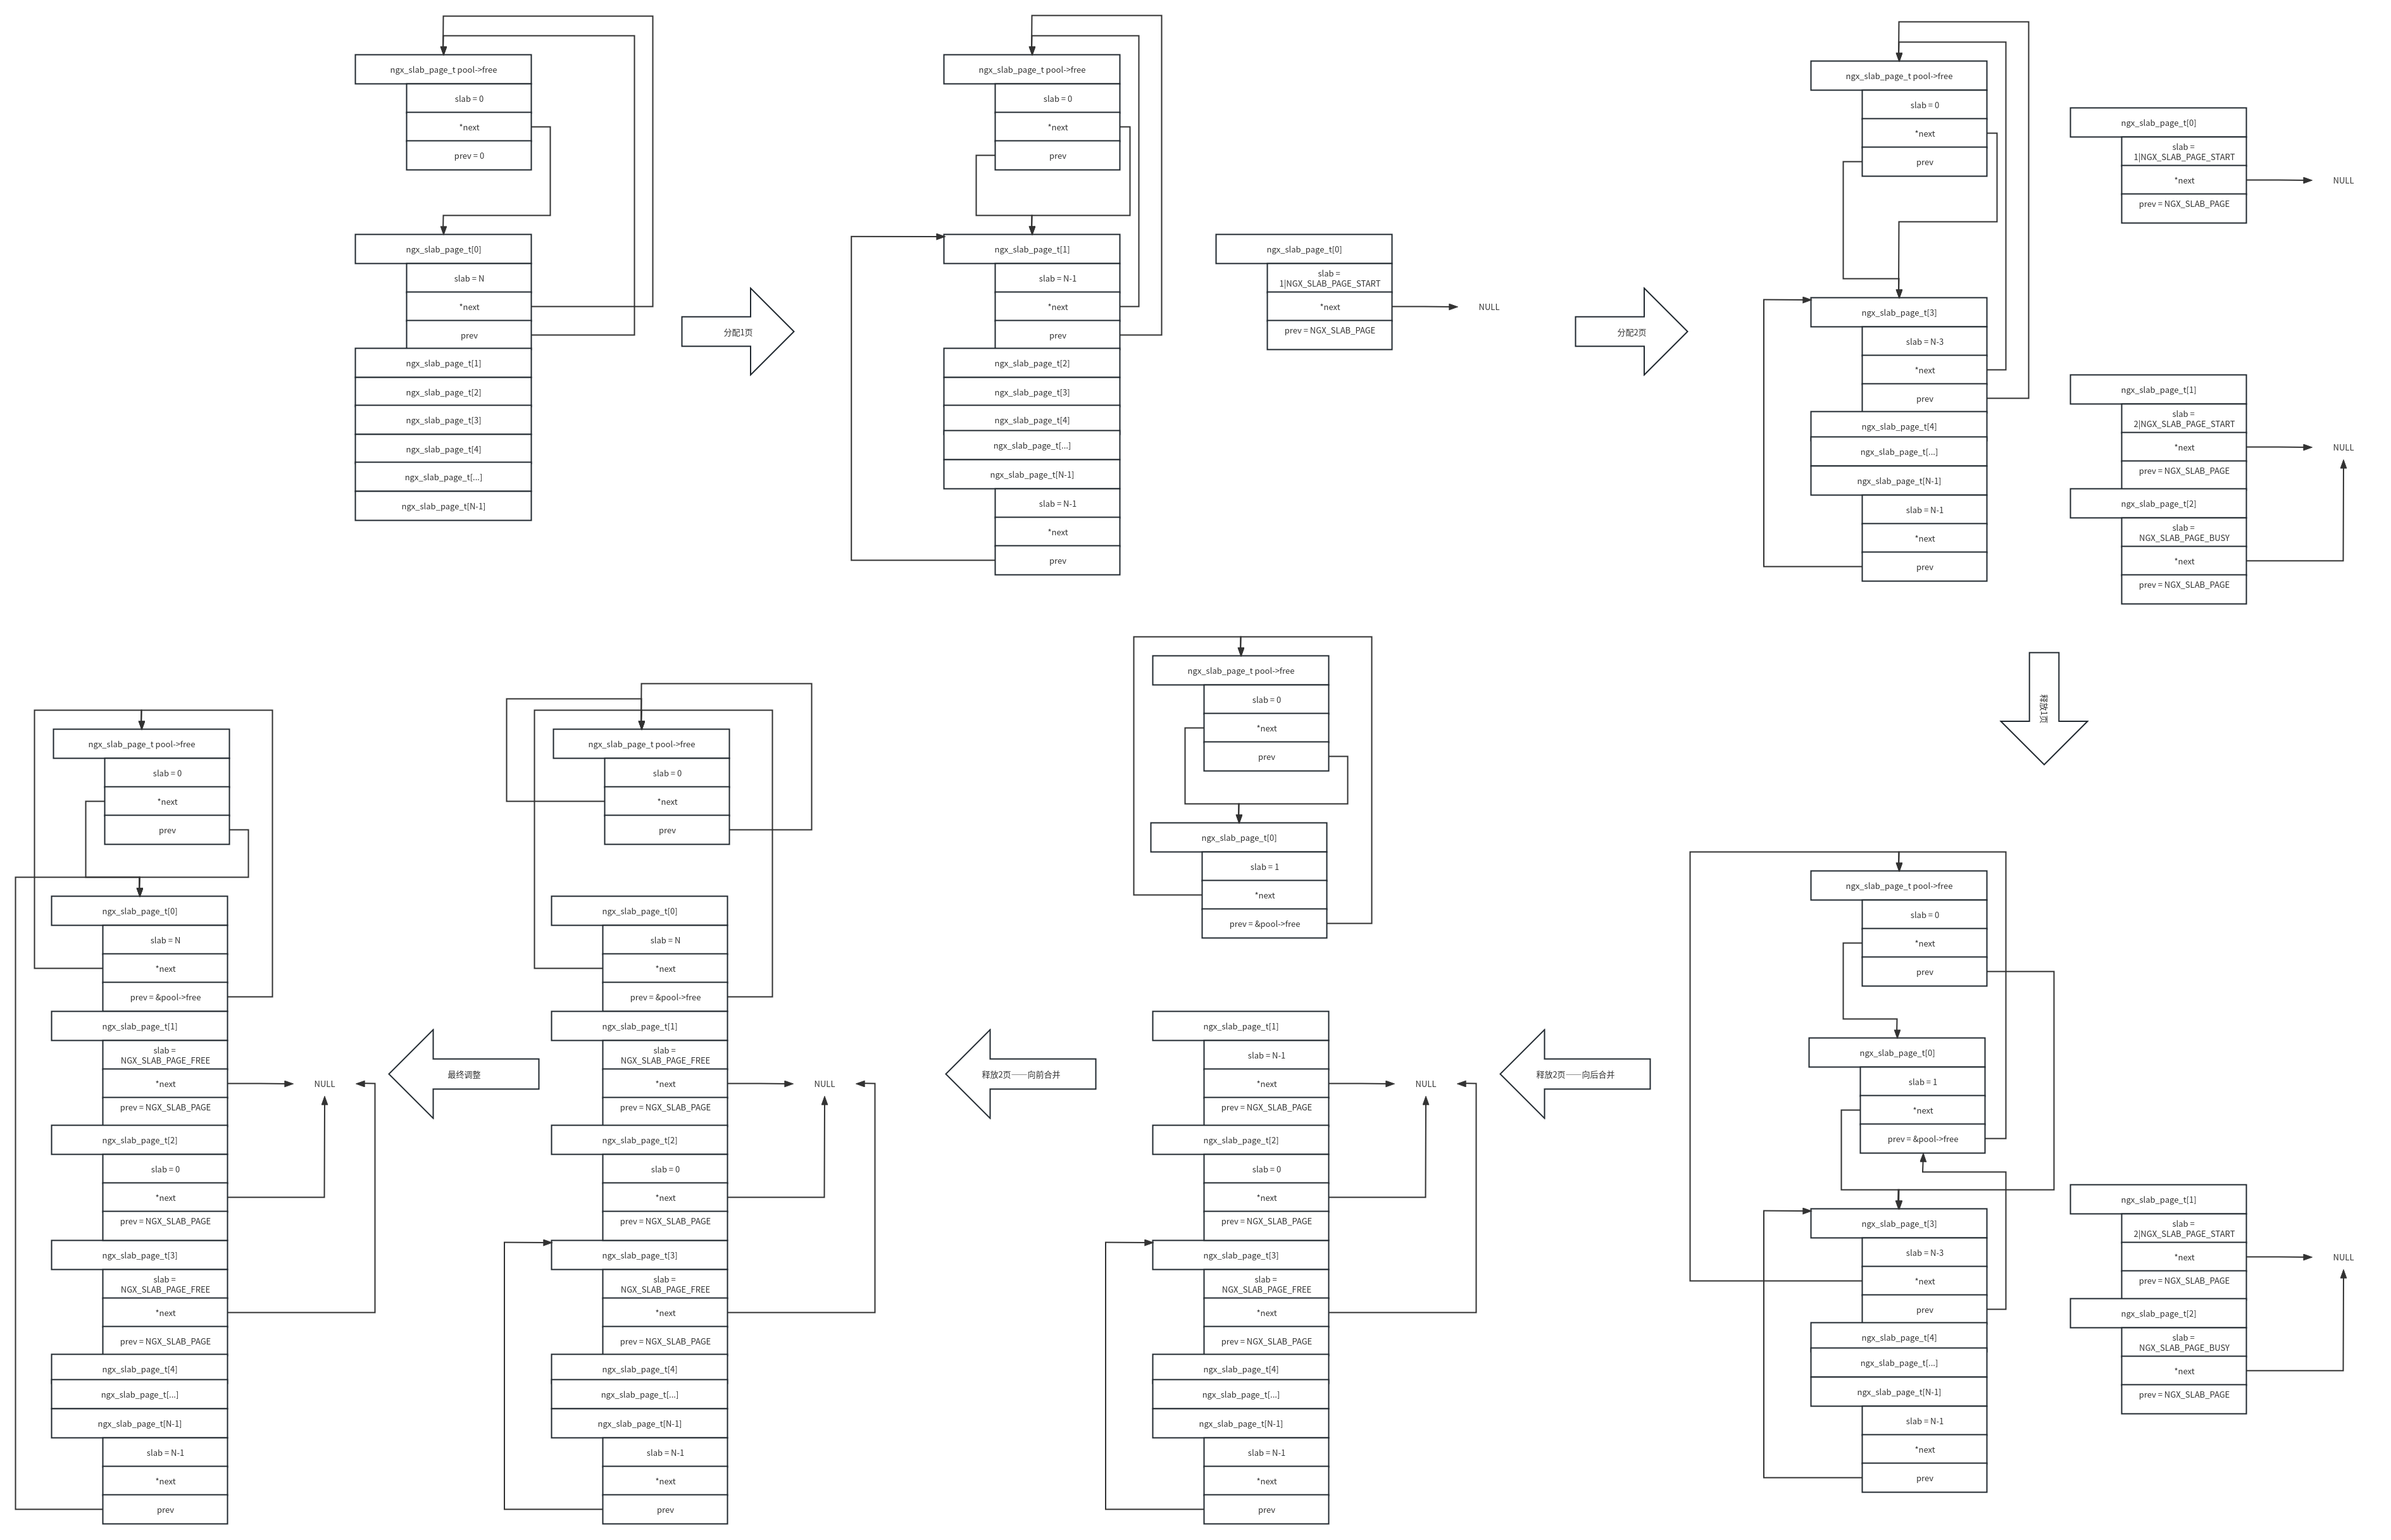 ngx_slab_page_t pool->free
slab = 0
*next
prev = 0
ngx_slab_page_t[0]
slab = N
*next
prev
ngx_slab_page_t[1]
ngx_slab_page_t[2]
ngx_slab_page_t[3]
ngx_slab_page_t[4]
ngx_slab_page_t[...]
ngx_slab_page_t[N-1]
分配1页
ngx_slab_page_t pool->free
slab = 0
*next
prev
ngx_slab_page_t[1]
slab = N-1
*next
prev
ngx_slab_page_t[2]
ngx_slab_page_t[3]
ngx_slab_page_t[4]
ngx_slab_page_t[...]
ngx_slab_page_t[N-1]
slab = N-1
*next
prev
ngx_slab_page_t[0]
slab =
1|NGX_SLAB_PAGE_START
*next
NULL
prev = NGX_SLAB_PAGE
分配2页
ngx_slab_page_t pool->free
slab = 0
*next
prev
ngx_slab_page_t[3]
slab = N-3
*next
prev
ngx_slab_page_t[4]
ngx_slab_page_t[...]
ngx_slab_page_t[N-1]
slab = N-1
*next
prev
ngx_slab_page_t[0]
slab =
1|NGX_SLAB_PAGE_START
*next
NULL
prev = NGX_SLAB_PAGE
ngx_slab_page_t[1]
slab =
2|NGX_SLAB_PAGE_START
*next
NULL
prev = NGX_SLAB_PAGE
ngx_slab_page_t[2]
slab =
NGX_SLAB_PAGE_BUSY
*next
prev = NGX_SLAB_PAGE
释放1页
ngx_slab_page_t pool->free
slab = 0
*next
prev
ngx_slab_page_t[0]
slab = 1
*next
prev = &pool->free
ngx_slab_page_t[3]
slab = N-3
*next
prev
ngx_slab_page_t[4]
ngx_slab_page_t[...]
ngx_slab_page_t[N-1]
slab = N-1
*next
prev
ngx_slab_page_t[1]
slab =
2|NGX_SLAB_PAGE_START
*next
NULL
prev = NGX_SLAB_PAGE
ngx_slab_page_t[2]
slab =
NGX_SLAB_PAGE_BUSY
*next
prev = NGX_SLAB_PAGE
释放2页——向后合并
ngx_slab_page_t pool->free
slab = 0
*next
prev
ngx_slab_page_t[0]
slab = 1
*next
prev = &pool->free
ngx_slab_page_t[1]
slab = N-1
*next
NULL
prev = NGX_SLAB_PAGE
ngx_slab_page_t[2]
slab = 0
*next
prev = NGX_SLAB_PAGE
ngx_slab_page_t[3]
slab =
NGX_SLAB_PAGE_FREE
*next
prev = NGX_SLAB_PAGE
ngx_slab_page_t[4]
ngx_slab_page_t[...]
ngx_slab_page_t[N-1]
slab = N-1
*next
prev
释放2页——向前合并
ngx_slab_page_t pool->free
slab = 0
*next
prev
ngx_slab_page_t[0]
slab = N
*next
prev = &pool->free
ngx_slab_page_t[1]
slab =
NGX_SLAB_PAGE_FREE
*next
NULL
prev = NGX_SLAB_PAGE
ngx_slab_page_t[2]
slab = 0
*next
prev = NGX_SLAB_PAGE
ngx_slab_page_t[3]
slab =
NGX_SLAB_PAGE_FREE
*next
prev = NGX_SLAB_PAGE
ngx_slab_page_t[4]
ngx_slab_page_t[...]
ngx_slab_page_t[N-1]
slab = N-1
*next
prev
最终调整
ngx_slab_page_t pool->free
slab = 0
*next
prev
ngx_slab_page_t[0]
slab = N
*next
prev = &pool->free
ngx_slab_page_t[1]
slab =
NGX_SLAB_PAGE_FREE
*next
NULL
prev = NGX_SLAB_PAGE
ngx_slab_page_t[2]
slab = 0
*next
prev = NGX_SLAB_PAGE
ngx_slab_page_t[3]
slab =
NGX_SLAB_PAGE_FREE
*next
prev = NGX_SLAB_PAGE
ngx_slab_page_t[4]
ngx_slab_page_t[...]
ngx_slab_page_t[N-1]
slab = N-1
*next
prev